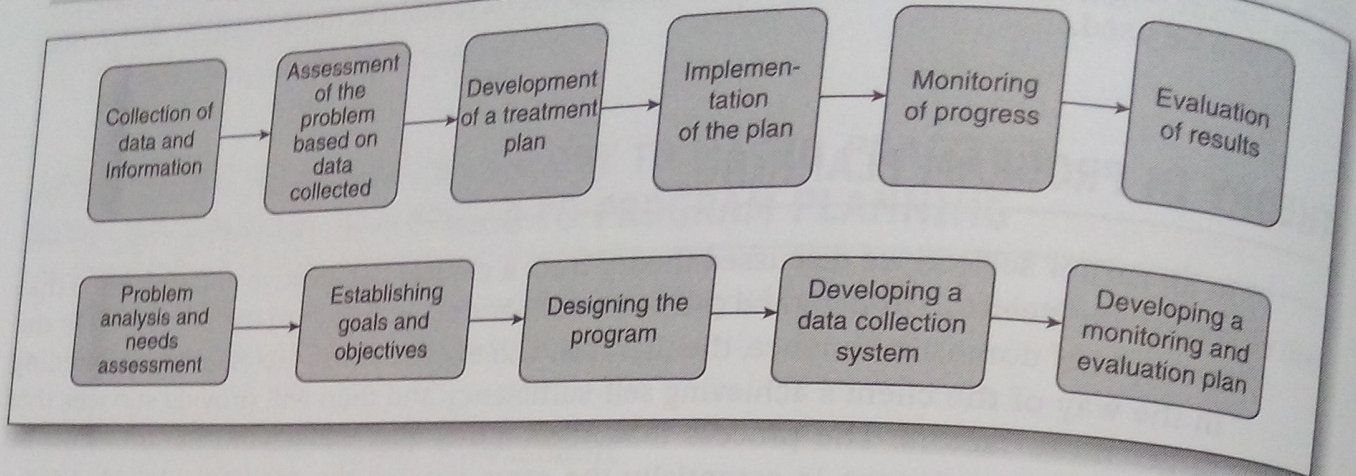 Collection of
data and
Information
Assessment
of the
problem
based on
data
collected
Development
of a treatment
plan
Implemen-
tation
of the plan
Monitoring
of progress
Evaluation
of results
Problem
analysis and
needs
assessment
Establishing
goals and
objectives
Designing the
program
Developing a
data collection
system
Developing a
monitoring and
evaluation plan